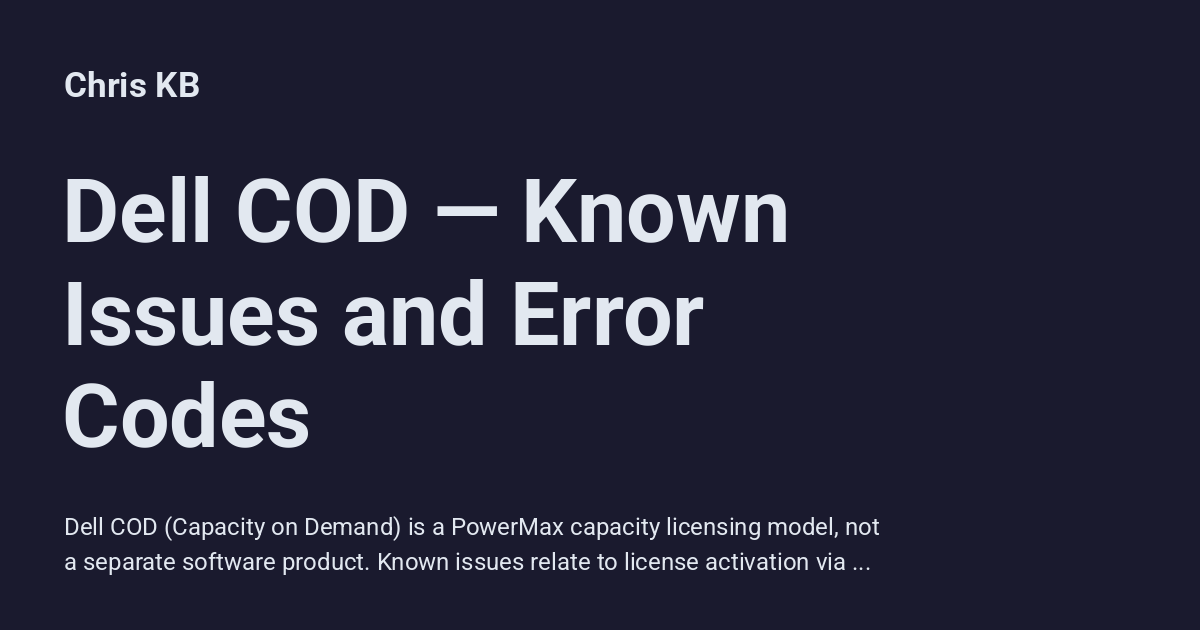 Chris KB
Dell COD — Known
Issues and Error
Codes
Dell COD (Capacity on Demand) is a PowerMax capacity licensing model, not
a separate software product. Known issues relate to license activation via ...